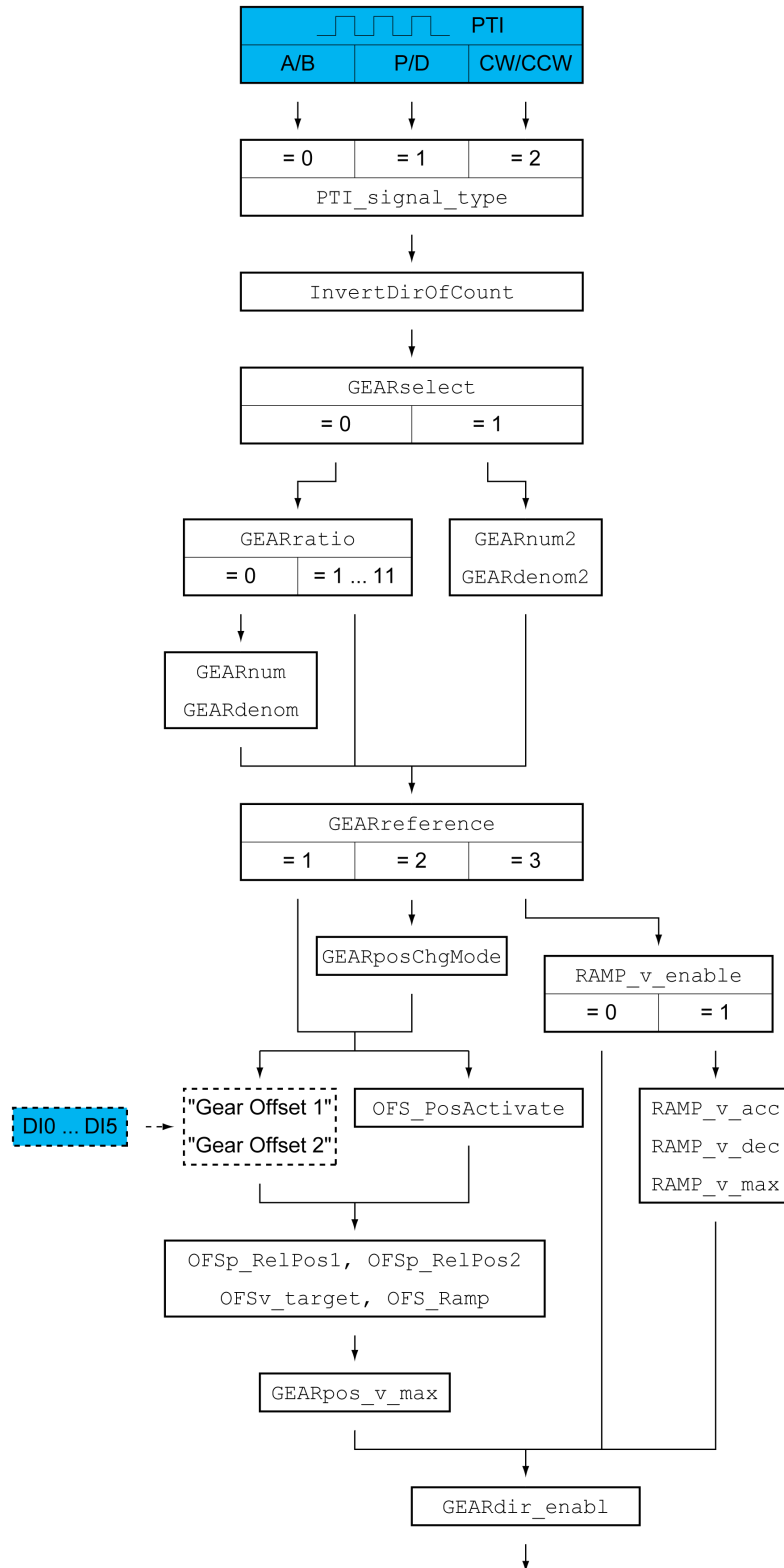 PTI
A/B P/D CW/CCW
= 0 = 1 = 2
PTI_signal_type
InvertDirOfCount
GEARselect
= 0 = 1
GEARratio
= 0 = 1 ... 11
GEARnum2
GEARdenom2
GEARnum
GEARdenom
GEARreference
= 1 = 2 = 3
GEARposChgMode
RAMP_v_enable
= 0 = 1
DI0 ... DI5
"Gear Offset 1"
"Gear Offset 2"
OFS_PosActivate
RAMP_v_acc
RAMP_v_dec
RAMP_v_max
OFSp_RelPos1, OFSp_RelPos2
OFSv_target, OFS_Ramp
GEARpos_v_max
GEARdir_enabl